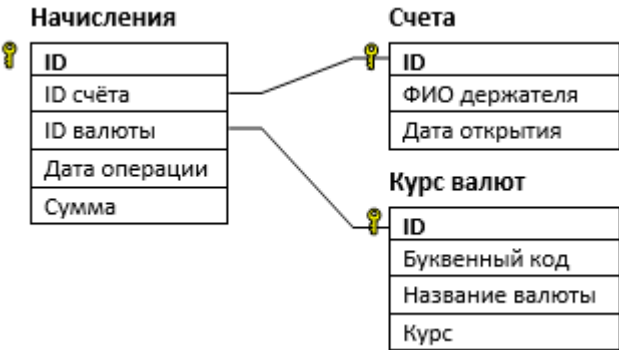 Начисления
ID
ID счёта
ID валюты
Дата операции
Сумма
Счета
ID
ФИО держателя
Дата открытия
Курс валют
ID
Буквенный код
Название валюты
Курс